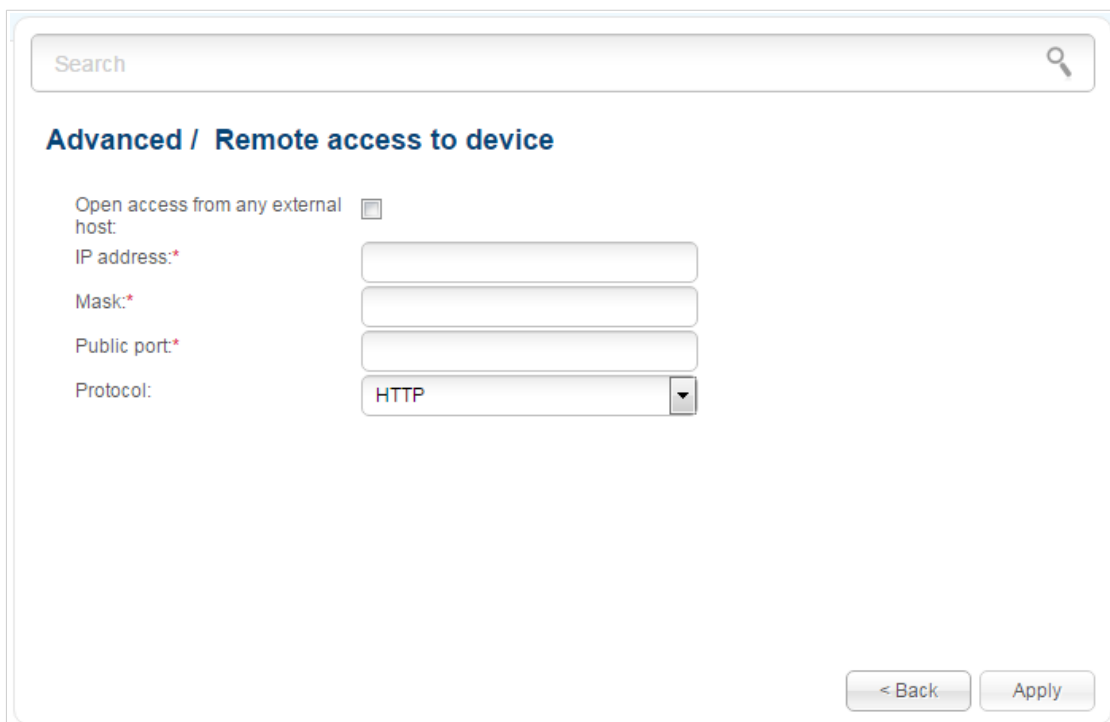 Search
Advanced / Remote access to device
Open access from any external
host:
IP address:*
Mask:*
Public port:*
Protocol:
HTTP
< Back
Apply